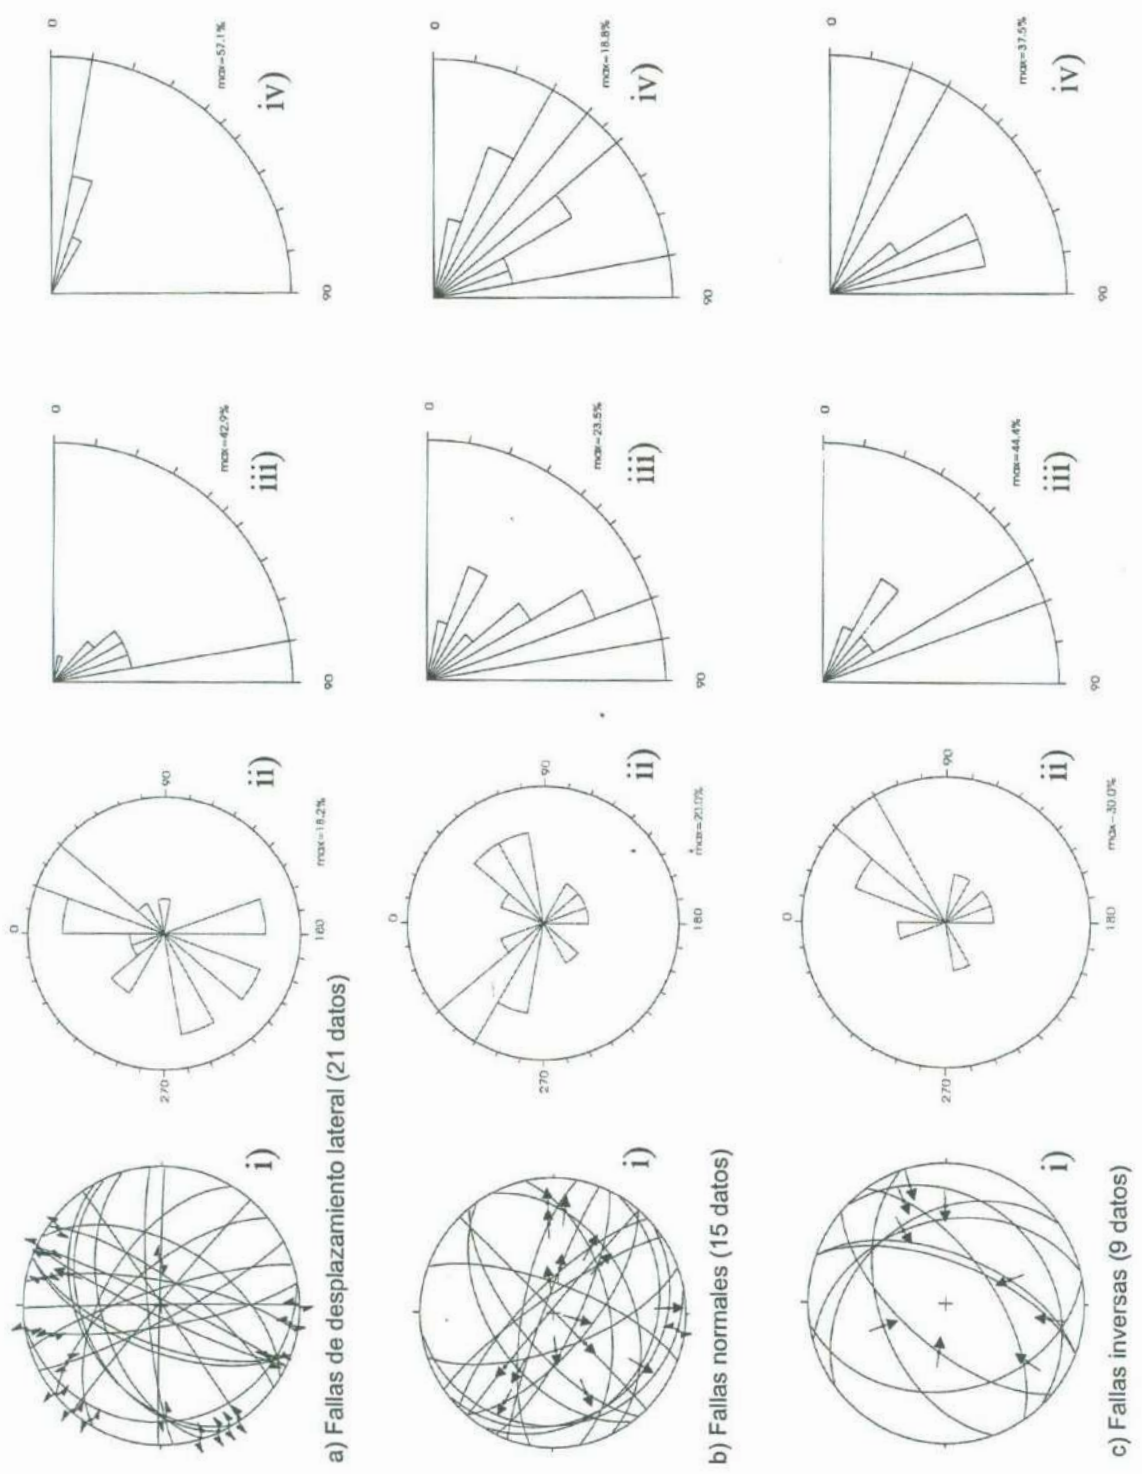 i)
0
270
90
180
max=18.2%
ii)
0
90
max=42.9%
iii)
0
90
max=57.1%
iv)
a) Fallas de desplazamiento lateral (21 datos)
i)
0
270
90
180
max=20.0%
ii)
0
90
max=23.5%
iii)
0
90
max=18.8%
iv)
b) Fallas normales (15 datos)
i)
0
270
90
180
max=30.0%
ii)
0
90
max=44.4%
iii)
0
90
max=37.5%
iv)
c) Fallas inversas (9 datos)